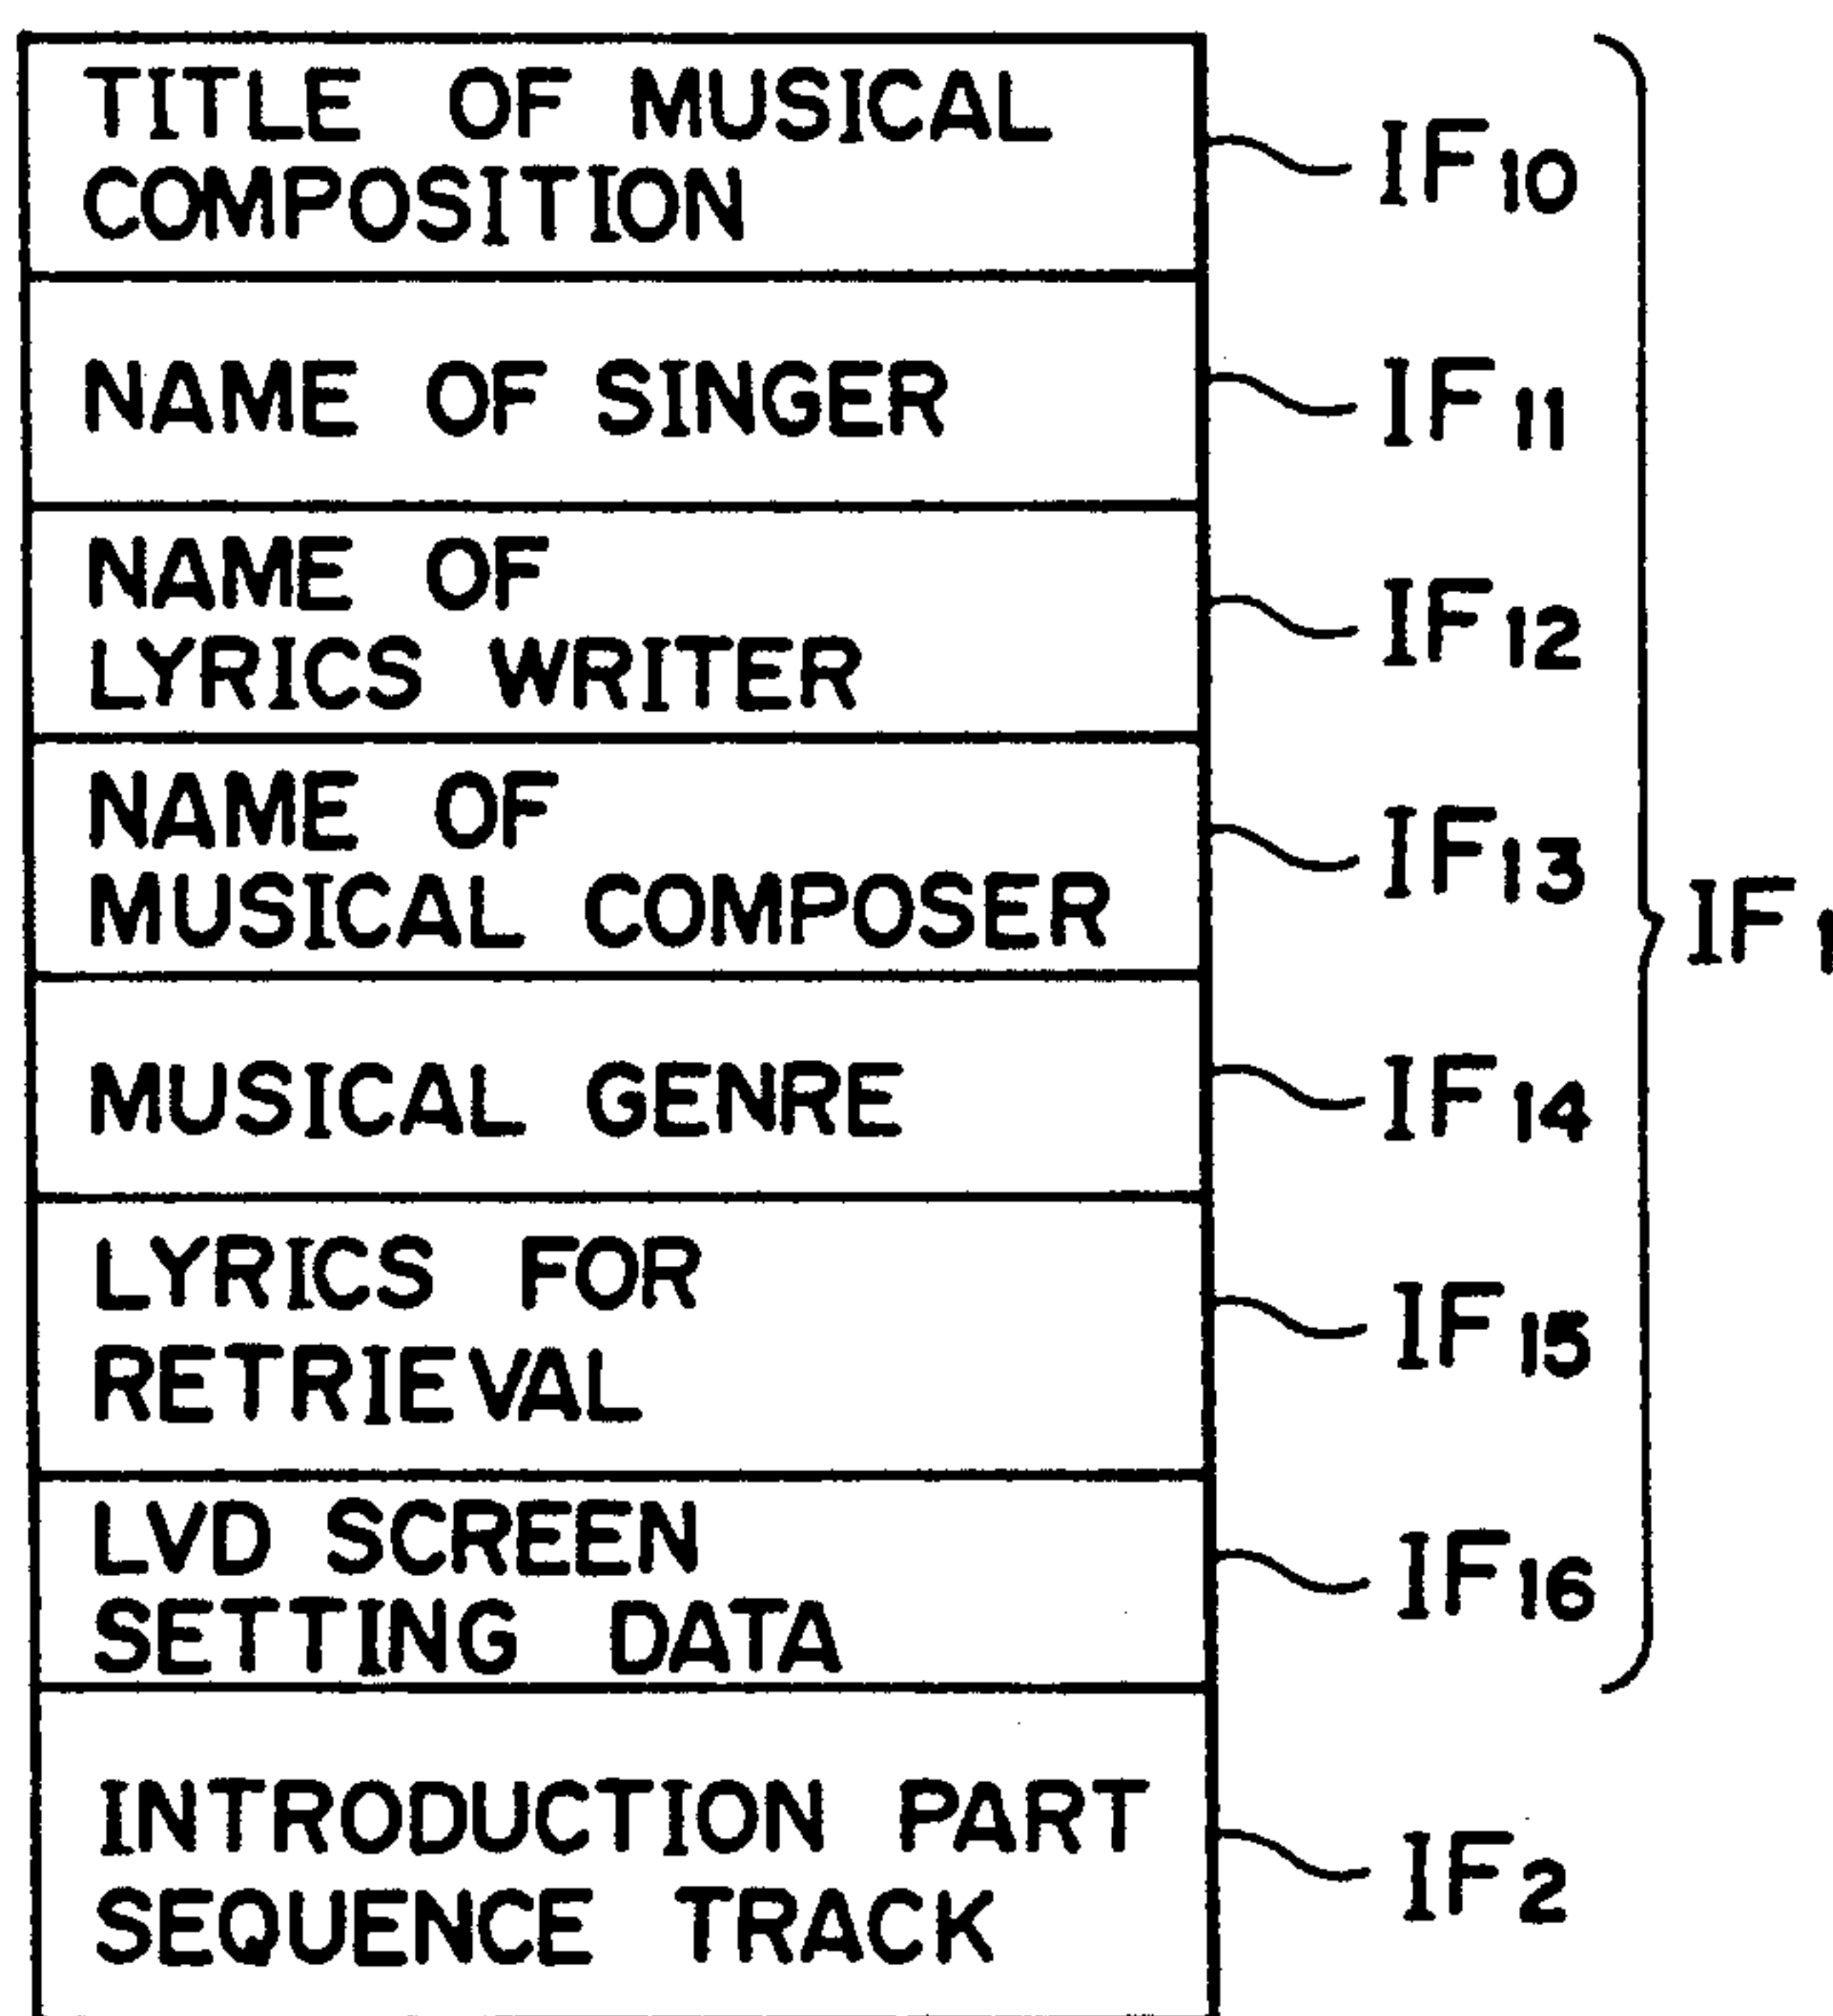 TITLE OF MUSICAL
COMPOSITION
IF10
NAME OF SINGER
IF11
NAME OF
LYRICS WRITER
IF12
NAME OF
MUSICAL COMPOSER
IF13
IF1
MUSICAL GENRE
IF14
LYRICS FOR
RETRIEVAL
IF15
LVD SCREEN
SETTING DATA
IF16
INTRODUCTION PART
SEQUENCE TRACK
IF2